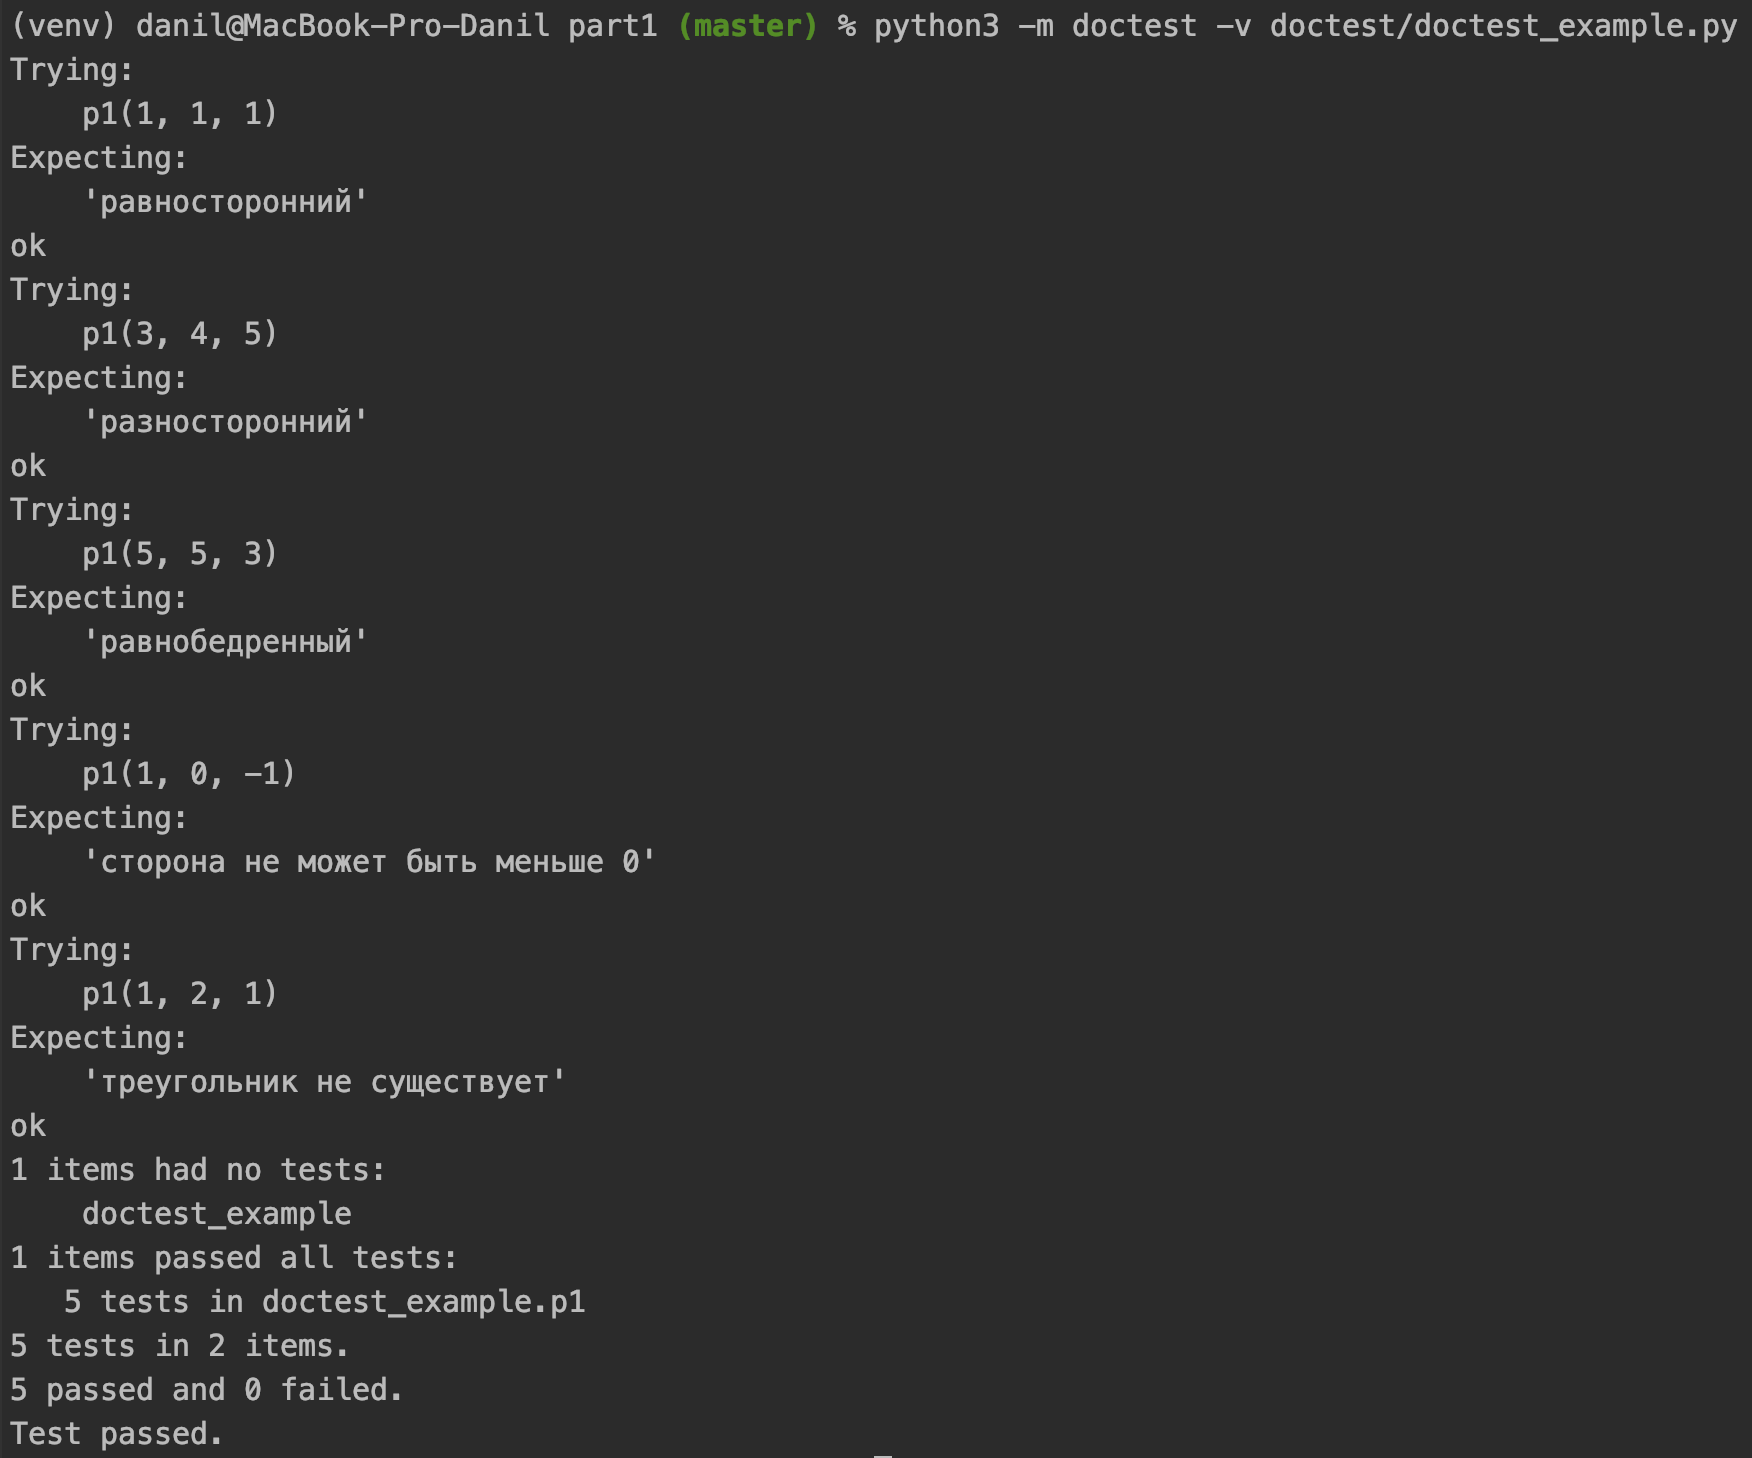 (venv) danil@MacBook-Pro-Danil part1 (master) % python3 -m doctest -v doctest/doctest_example.py
Trying:
    p1(1, 1, 1)
Expecting:
    'равносторонний'
ok
Trying:
    p1(3, 4, 5)
Expecting:
    'разносторонний'
ok
Trying:
    p1(5, 5, 3)
Expecting:
    'равнобедренный'
ok
Trying:
    p1(1, 0, -1)
Expecting:
    'сторона не может быть меньше 0'
ok
Trying:
    p1(1, 2, 1)
Expecting:
    'треугольник не существует'
ok
1 items had no tests:
    doctest_example
1 items passed all tests:
   5 tests in doctest_example.p1
5 tests in 2 items.
5 passed and 0 failed.
Test passed.